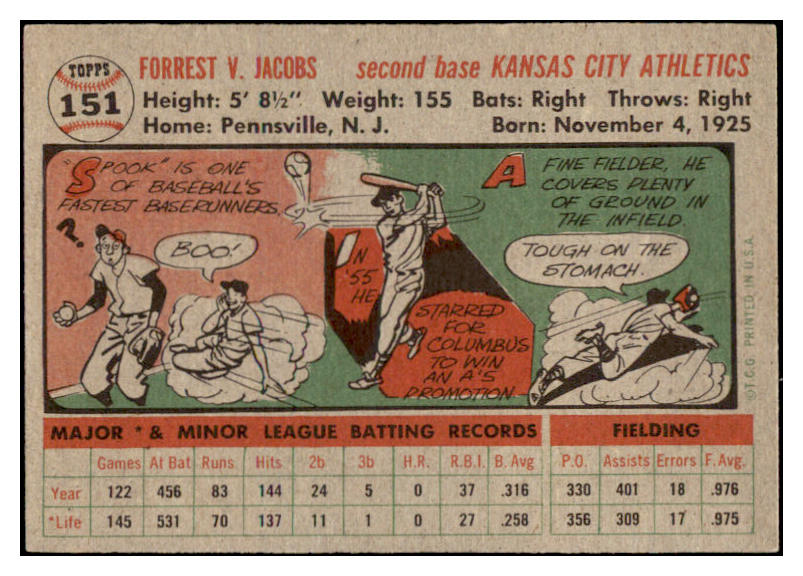 TOPPS
151
FORREST V. JACOBS second base KANSAS CITY ATHLETICS
Height: 5' 8½" Weight: 155 Bats: Right Throws: Right
Home: Pennsville, N. J. Born: November 4, 1925
"SPOOK" IS ONE
OF BASEBALL'S
FASTEST BASERUNNERS.
?
BOO!
IN
'55
HE
STARRED
FOR
COLUMBUS
TO WIN
AN A'S
PROMOTION.
A FINE FIELDER, HE
COVERS PLENTY
OF GROUND IN
THE INFIELD.
TOUGH ON THE
STOMACH.
©T.C.G. PRINTED IN U.S.A.
MAJOR * & MINOR LEAGUE BATTING RECORDS FIELDING
Games At Bat Runs Hits 2b 3b H.R. R.B.I. B. Avg P.O. Assists Errors F. Avg.
Year 122 456 83 144 24 5 0 37 .316 330 401 18 .976
*Life 145 531 70 137 11 1 0 27 .258 356 309 17 .975